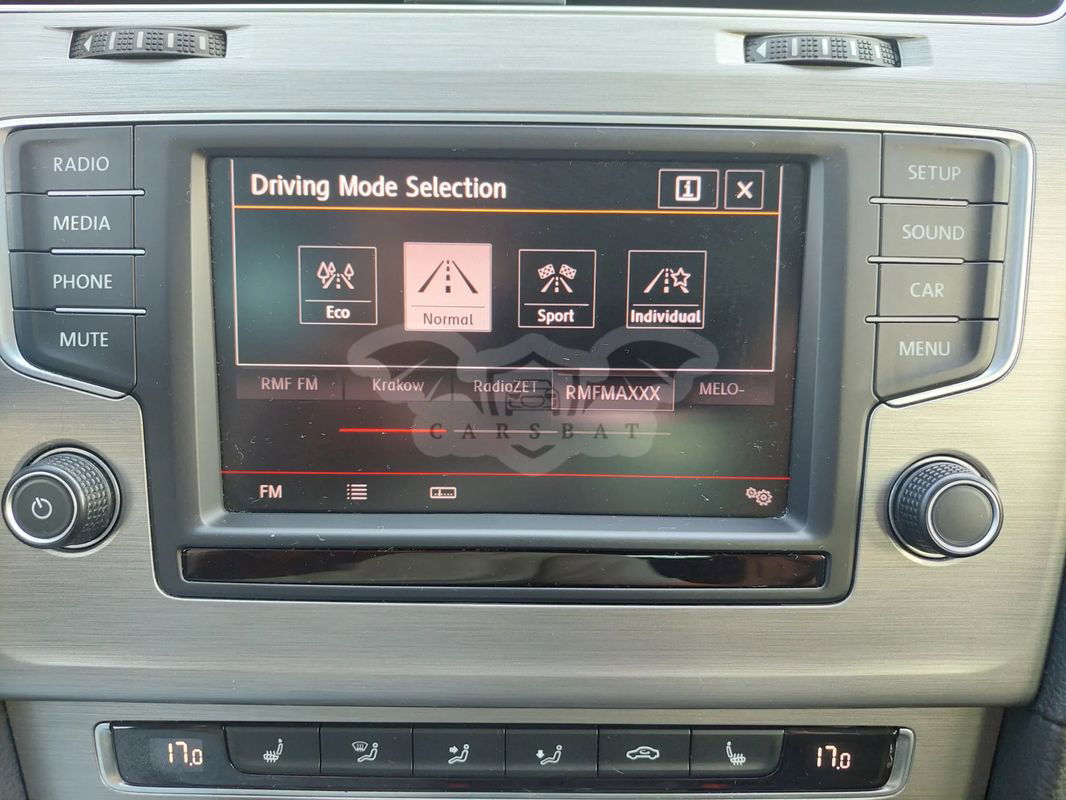 RADIO
MEDIA
PHONE
MUTE
Driving Mode Selection
i
Eco
Normal
Sport
Individual
RMF FM Krakow RadioZET RMFMAXXX MELO-
CARSBAT
FM
SETUP
SOUND
CAR
MENU
17.0
17.0